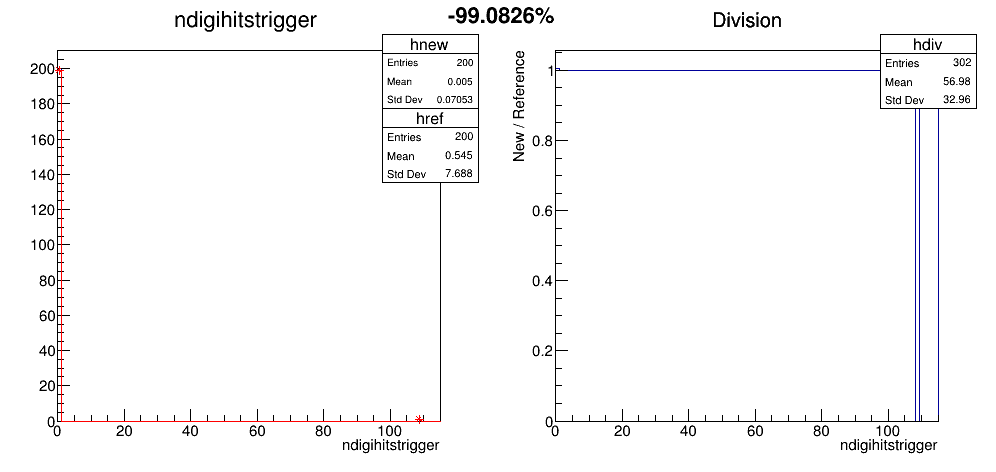 ndigihitstrigger
-99.0826%
Division
hnew
Entries 200
Mean 0.005
Std Dev 0.07053
href
Entries 200
Mean 0.545
Std Dev 7.688
200
180
160
140
120
100
80
60
40
20
0
0 20 40 60 80 100
ndigihitstrigger
hdiv
Entries 302
Mean 56.98
Std Dev 32.96
New / Reference
1
0.8
0.6
0.4
0.2
0
0 20 40 60 80 100
ndigihitstrigger